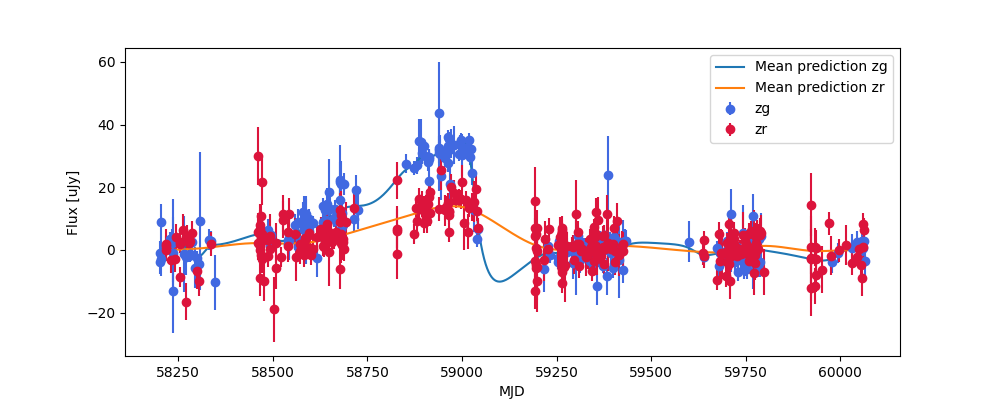 Mean prediction zg
Mean prediction zr
zg
zr
60
40
20
0
−20
Flux [uJy]
58250 58500 58750 59000 59250 59500 59750 60000
MJD